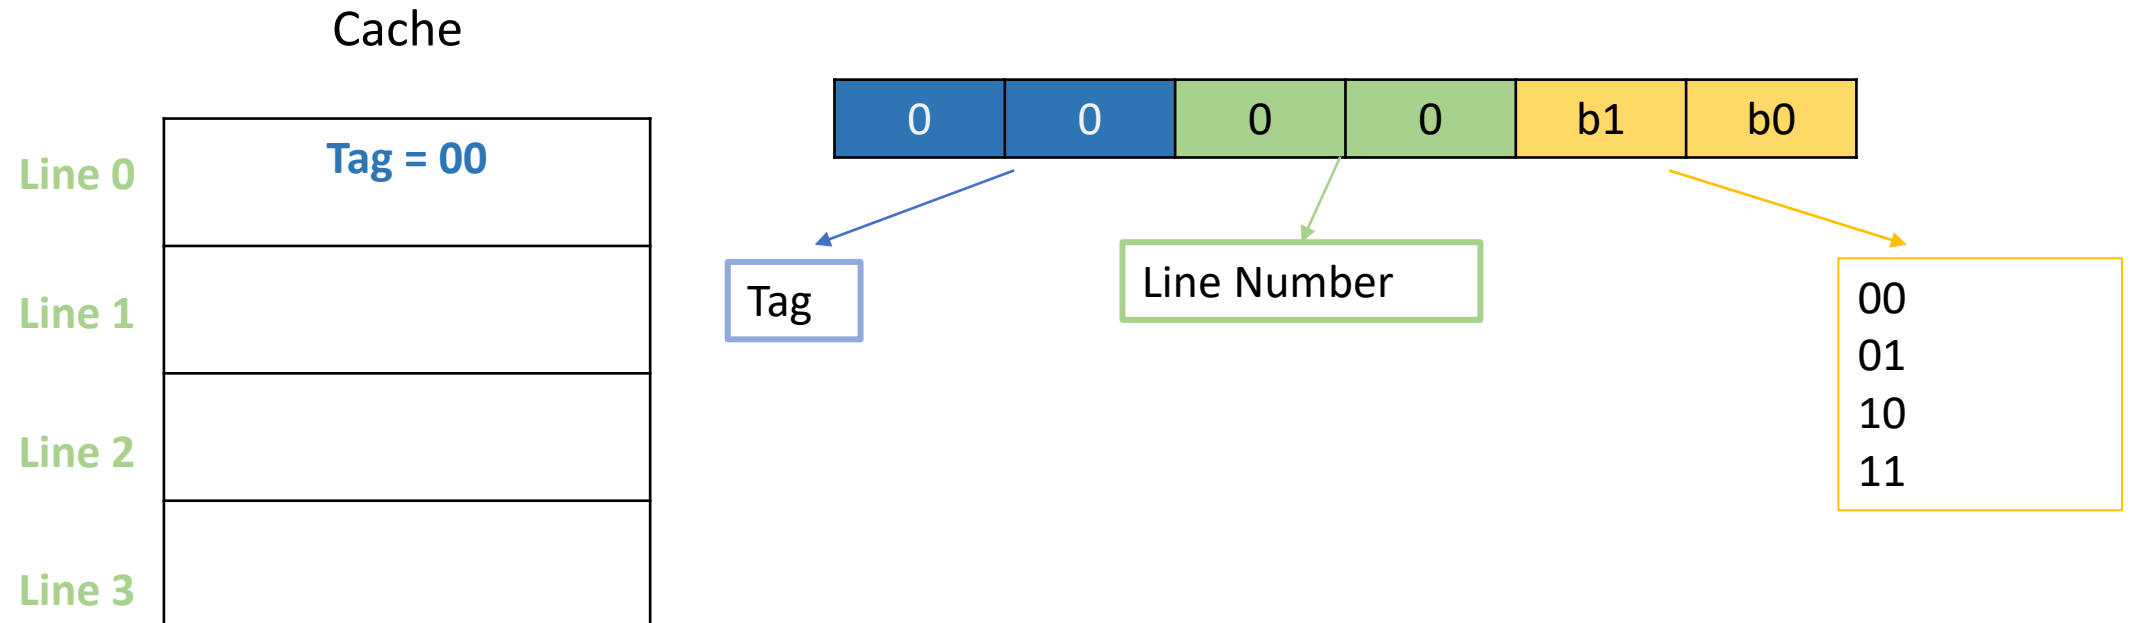 Cache
Line 0
Tag = 00
Line 1
Line 2
Line 3
0 0 0 0 b1 b0
Tag
Line Number
00
01
10
11